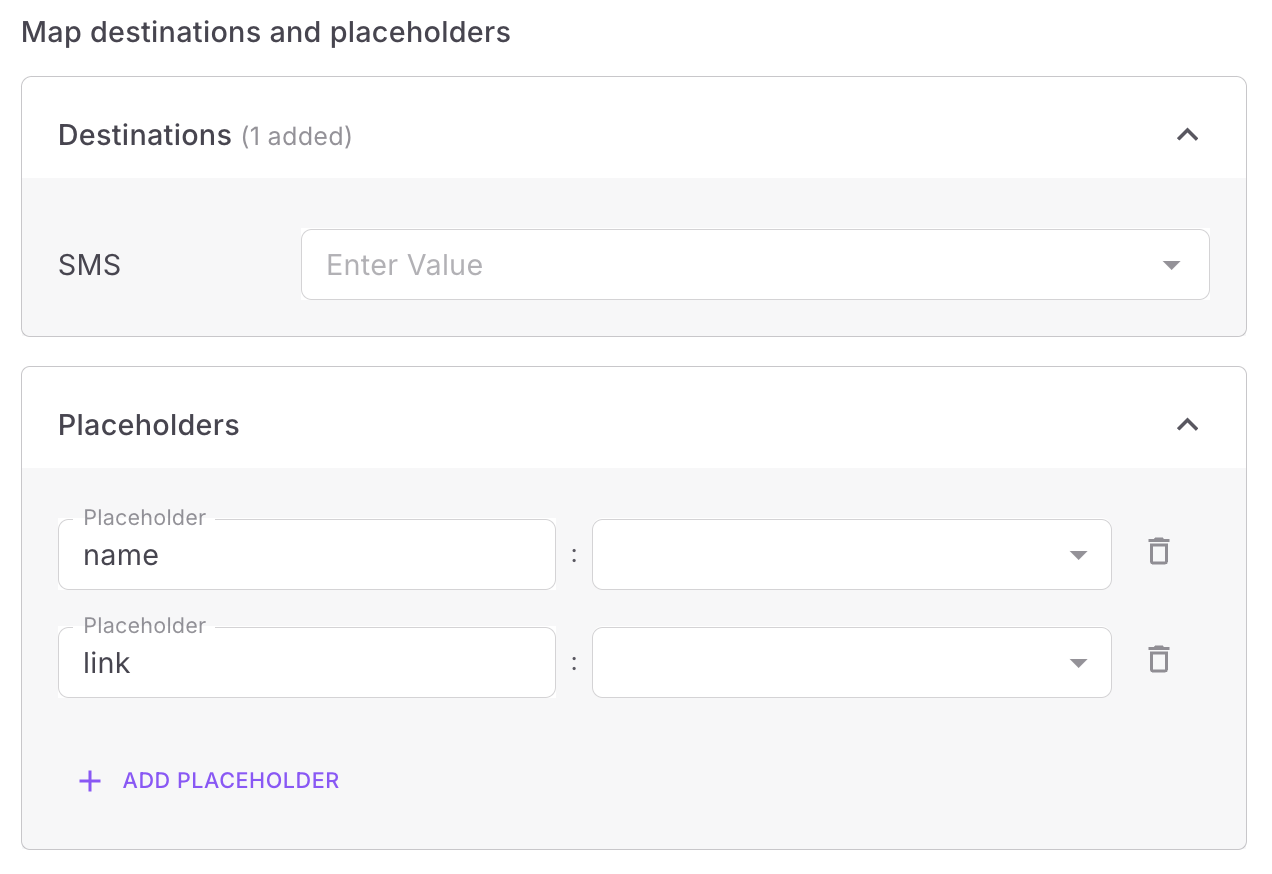 Map destinations and placeholders
Destinations (1 added)
SMS
Enter Value
Placeholders
Placeholder
name
:
Placeholder
link
:
+ ADD PLACEHOLDER